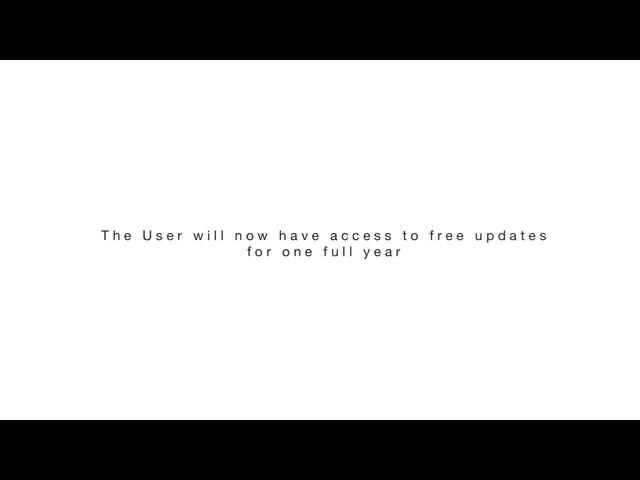 The User will now have access to free updates
for one full year